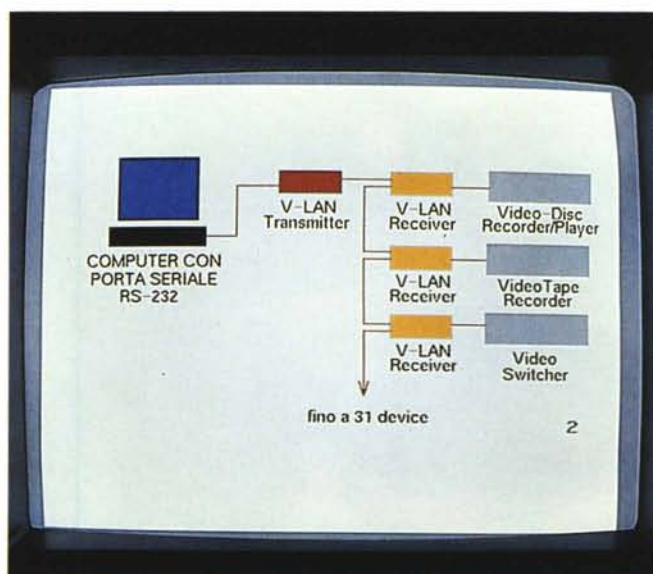 V-LAN
Transmitter
V-LAN
Receiver
Video-Disc
Recorder/Player
COMPUTER CON
PORTA SERIALE
RS-232
V-LAN
Receiver
VideoTape
Recorder
V-LAN
Receiver
Video
Switcher
fino a 31 device
2